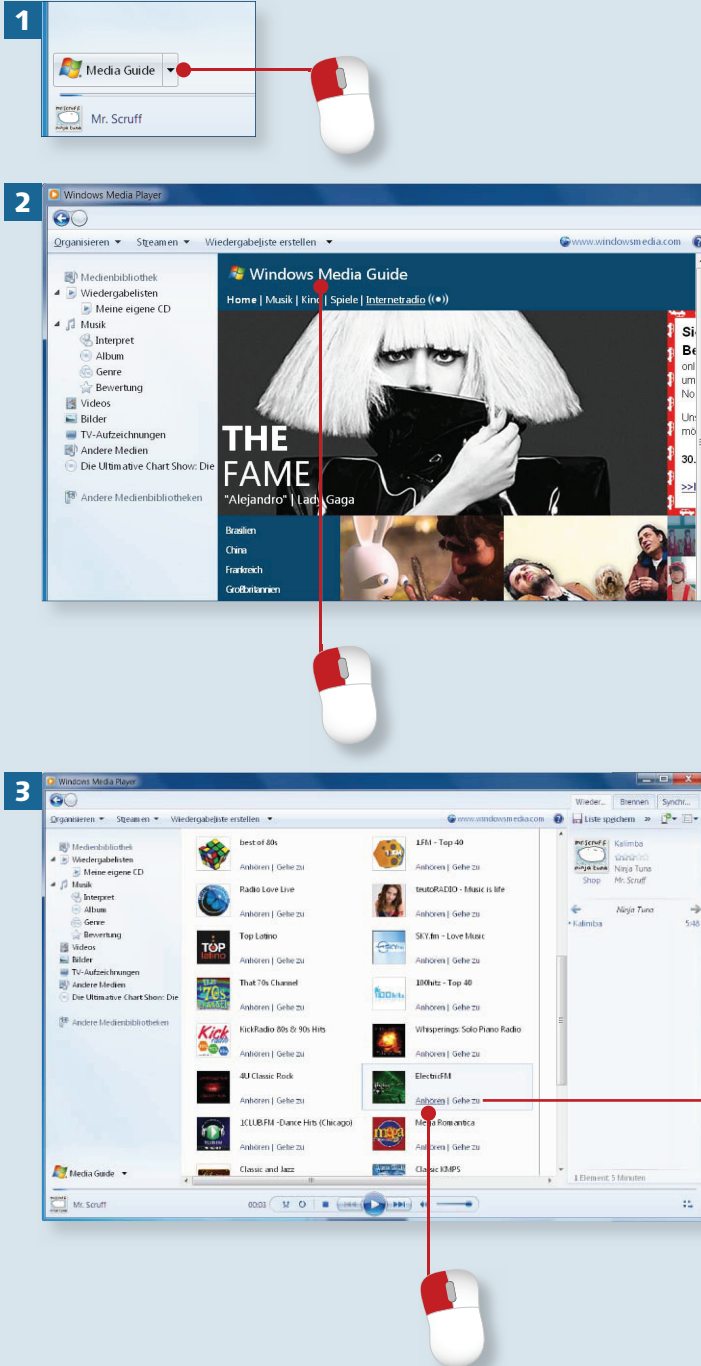 1
Media Guide
Mr. Scruff
2
Windows Media Player
Organisieren Streamen Wiedergabeliste erstellen www.windowsmedia.com
Medienbibliothek
Wiedergabelisten
Meine eigene CD
Musik
Interpret
Album
Genre
Bewertung
Videos
Bilder
TV-Aufzeichnungen
Andere Medien
Die Ultimative Chart Show: Die
Andere Medienbibliotheken
Windows Media Guide
Home | Musik | Kino | Spiele | Internetradio
THE
FAME
"Alejandro" | Lady Gaga
Brasilien
China
Frankreich
Großbritannien
30.
3
Windows Media Player
Organisieren Streamen Wiedergabeliste erstellen www.windowsmedia.com
Medienbibliothek
Wiedergabelisten
Meine eigene CD
Musik
Interpret
Album
Genre
Bewertung
Videos
Bilder
TV-Aufzeichnungen
Andere Medien
Die Ultimative Chart Show: Die
Andere Medienbibliotheken
best of 80s
Anhören | Gehe zu
1.FM - Top 40
Anhören | Gehe zu
Radio Love Live
Anhören | Gehe zu
teutoRADIO - Music is life
Anhören | Gehe zu
Top Latino
Anhören | Gehe zu
SKY.fm - Love Music
Anhören | Gehe zu
That 70s Channel
Anhören | Gehe zu
100hitz - Top 40
Anhören | Gehe zu
KickRadio 80s & 90s Hits
Anhören | Gehe zu
Whisperings: Solo Piano Radio
Anhören | Gehe zu
4U Classic Rock
Anhören | Gehe zu
ElectricFM
Anhören | Gehe zu
1CLUB.FM -Dance Hits (Chicago)
Anhören | Gehe zu
Mega Romantica
Anhören | Gehe zu
Classic and Jazz
Classic KMPS
Wieder... Brennen Synchr...
Liste speichern »
Kalimba
Ninja Tuna
Shop Mr. Scruff
Ninja Tuna
Kalimba 5:48
1 Element; 5 Minuten
Media Guide
Mr. Scruff
00:03